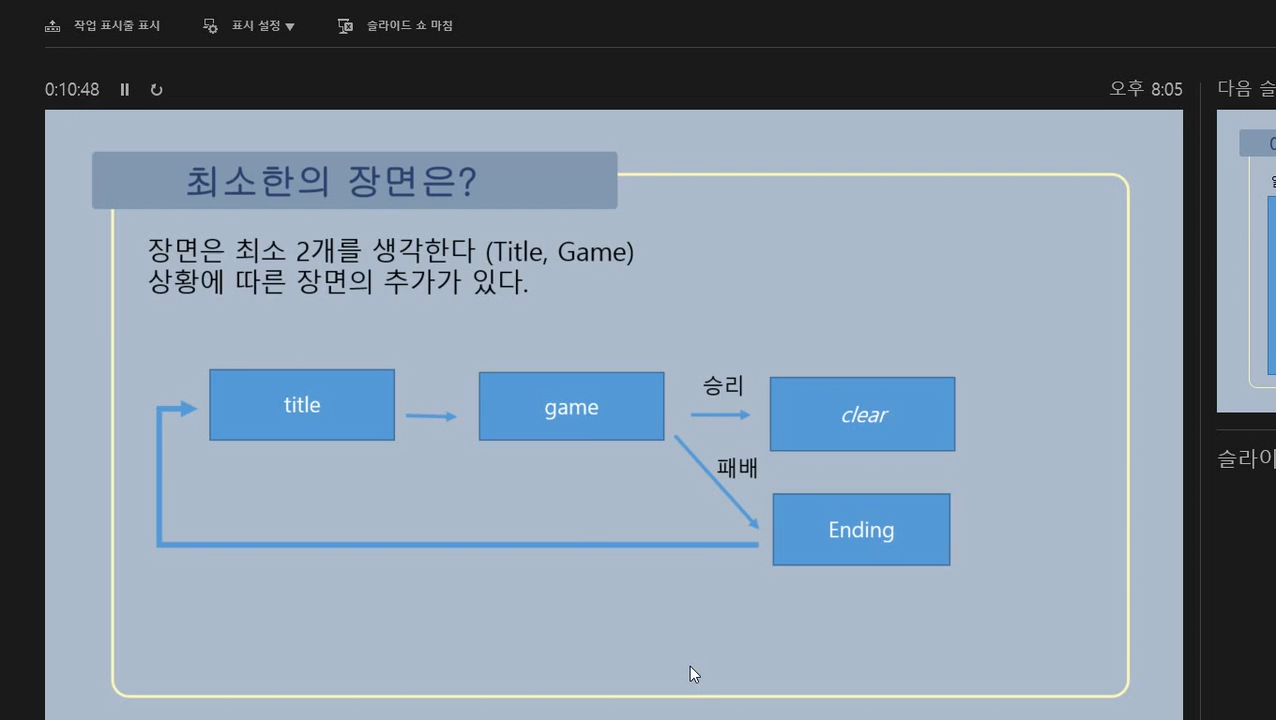 작업 표시줄 표시
표시 설정
슬라이드 쇼 마침
0:10:48
오후 8:05
다음 슬
최소한의 장면은?
장면은 최소 2개를 생각한다 (Title, Game)
상황에 따른 장면의 추가가 있다.
title
game
승리
clear
패배
Ending
슬라이